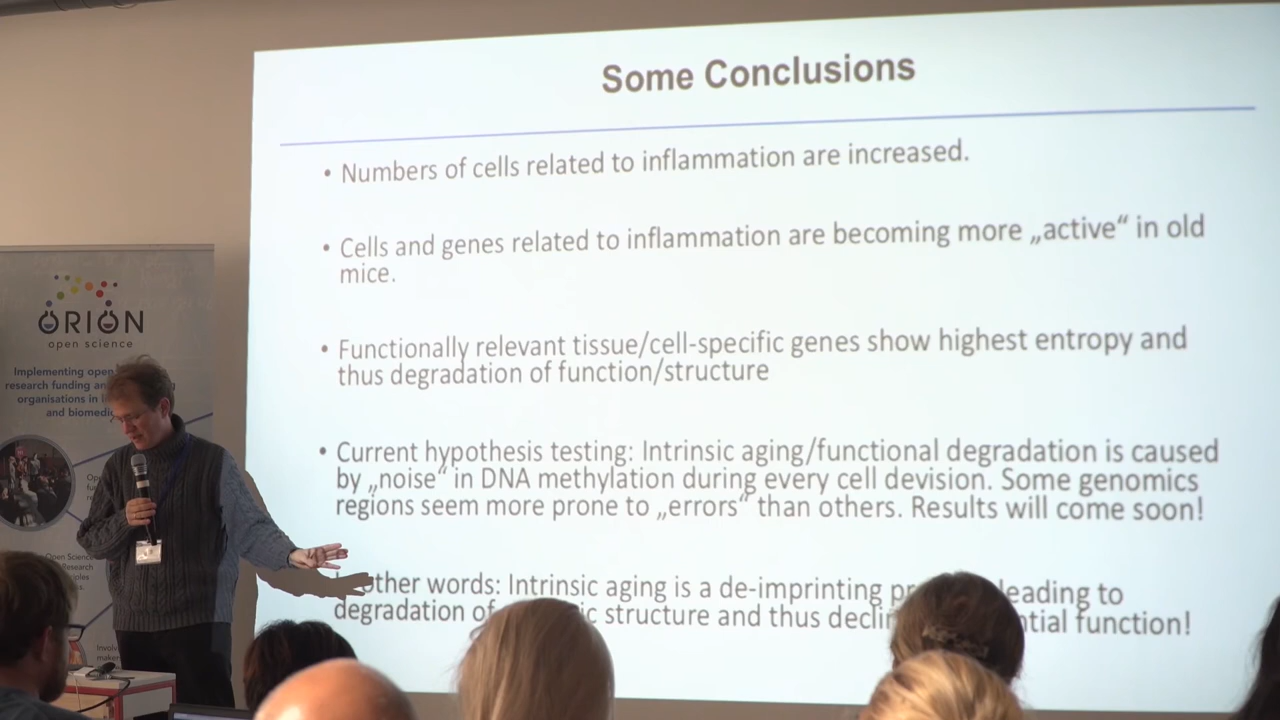 Some Conclusions
• Numbers of cells related to inflammation are increased.
• Cells and genes related to inflammation are becoming more „active“ in old
mice.
• Functionally relevant tissue/cell-specific genes show highest entropy and
thus degradation of function/structure
• Current hypothesis testing: Intrinsic aging/functional degradation is caused
by „noise“ in DNA methylation during every cell devision. Some genomics
regions seem more prone to „errors“ than others. Results will come soon!
other words: Intrinsic aging is a de-imprinting leading to
degradation of structure and thus function!
ORION
open science
Implementing open
research funding
organisations in
and
Open Science
Research